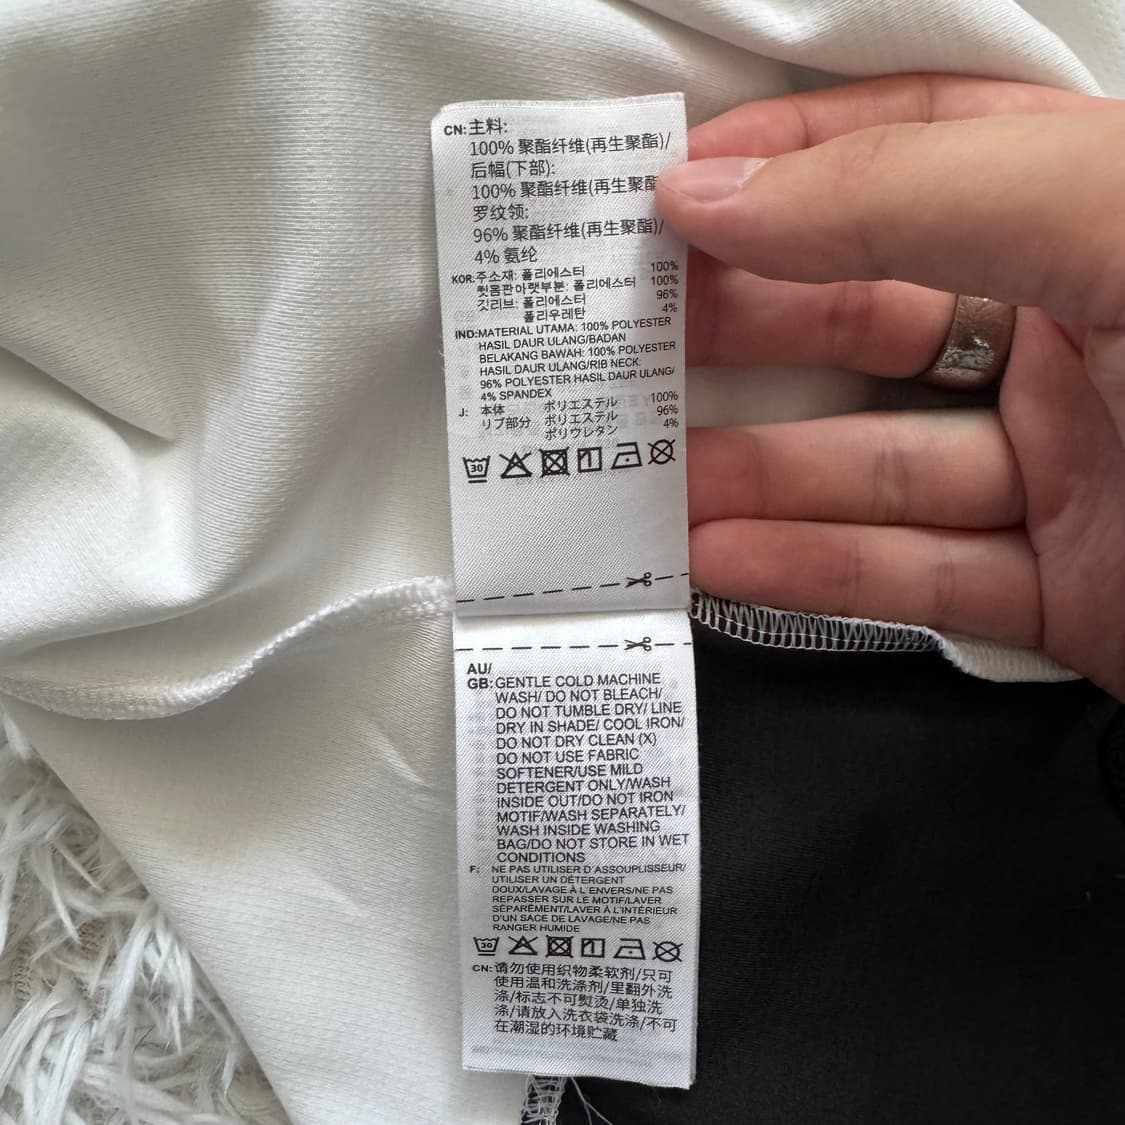 CN: 主料:
100% 聚酯纤维(再生聚酯)/
后幅(下部):
100% 聚酯纤维(再生聚酯
罗纹领:
96% 聚酯纤维(再生聚酯)/
4% 氨纶
KOR: 주소재: 폴리에스터 100%
뒷몸판아랫부분: 폴리에스터 100%
갓리브: 폴리에스터 96%
폴리우레탄 4%
IND: MATERIAL UTAMA: 100% POLYESTER
HASIL DAUR ULANG/BADAN
BELAKANG BAWAH: 100% POLYESTER
HASIL DAUR ULANG/RIB NECK:
96% POLYESTER HASIL DAUR ULANG/
4% SPANDEX
J: 本体 ポリエステル 100%
リブ部分 ポリエステル 96%
ポリウレタン 4%
30
AU/
GB: GENTLE COLD MACHINE
WASH/ DO NOT BLEACH/
DO NOT TUMBLE DRY/ LINE
DRY IN SHADE/ COOL IRON/
DO NOT DRY CLEAN (X)
DO NOT USE FABRIC
SOFTENER/USE MILD
DETERGENT ONLY/WASH
INSIDE OUT/DO NOT IRON
MOTIF/WASH SEPARATELY/
WASH INSIDE WASHING
BAG/DO NOT STORE IN WET
CONDITIONS
F: NE PAS UTILISER D'ASSOUPLISSEUR/
UTILISER UN DÉTERGENT
DOUX/LAVAGE À L'ENVERS/NE PAS
REPASSER SUR LE MOTIF/LAVER
SÉPARÉMENT/LAVER À L'INTÉRIEUR
D'UN SAC DE LAVAGE/NE PAS
RANGER HUMIDE
30
CN: 请勿使用织物柔软剂/只可
使用温和洗涤剂/里翻外洗
涤/标志不可熨烫/单独洗
涤/请放入洗衣袋洗涤/不可
在潮湿的环境贮藏